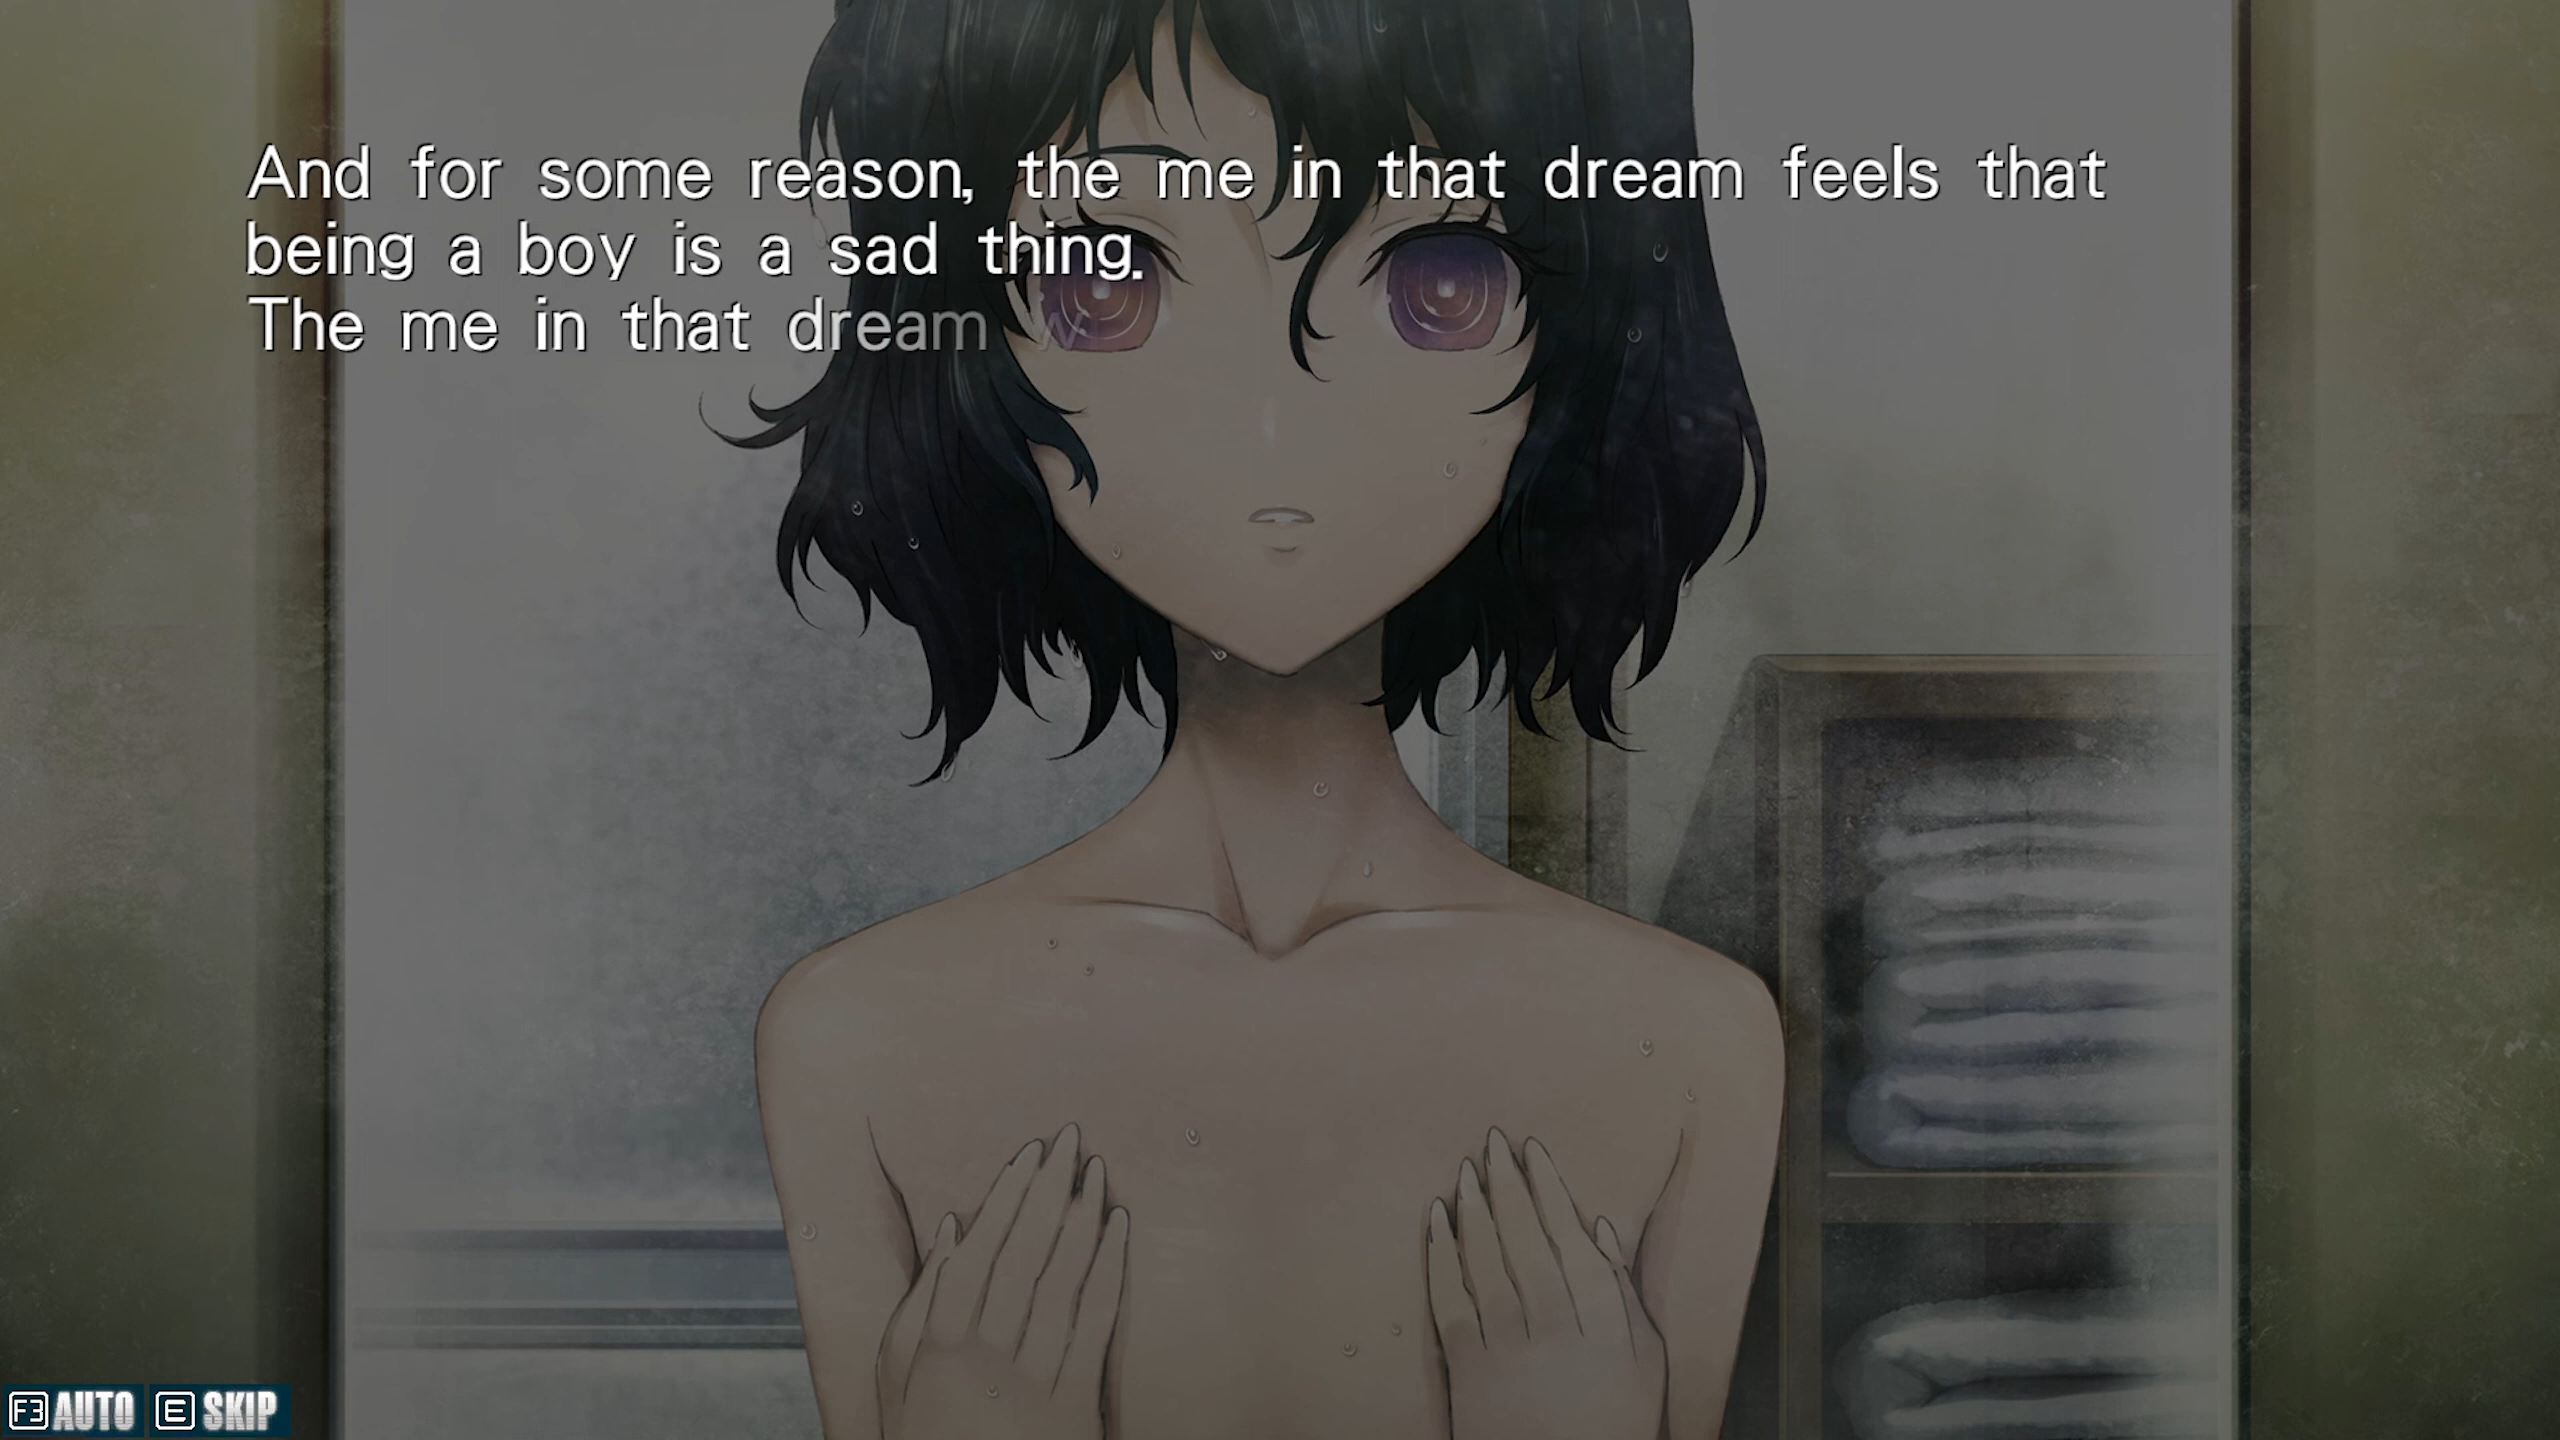 And for some reason, the me in that dream feels that
being a boy is a sad thing.
The me in that dream w
F3 AUTO E SKIP